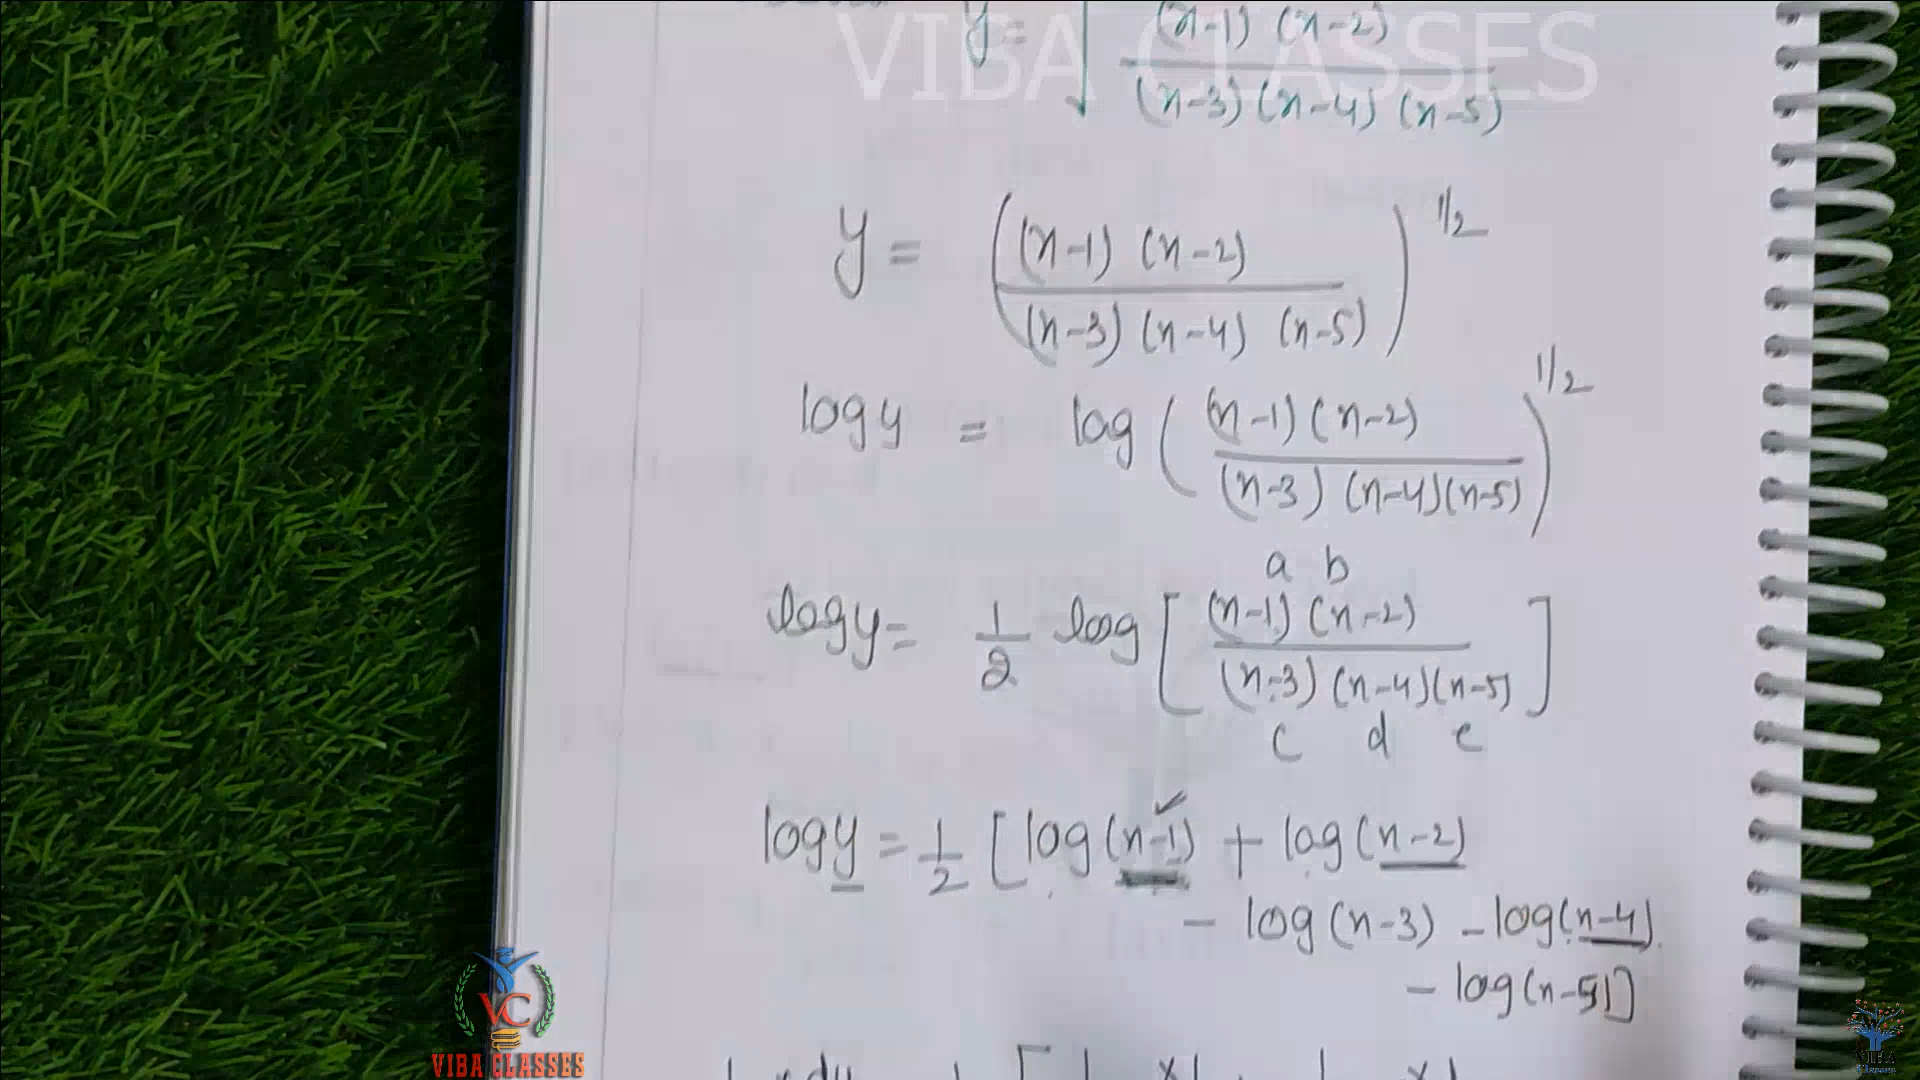 VIBA CLASSES
y = √ (x-1) (x-2)
(x-3) (x-4) (x-5)
y = ( (x-1) (x-2) / (x-3) (x-4) (x-5) ) 1/2
log y = log ( (x-1) (x-2) / (x-3) (x-4)(x-5) ) 1/2
a b
log y = 1/2 log [ (x-1) (x-2) / (x-3) (x-4)(x-5) ]
c d e
log y = 1/2 [ log(x-1) + log(x-2)
- log(x-3) - log(x-4)
- log(x-5)]
VC
VIBA CLASSES
VIBA
Classes